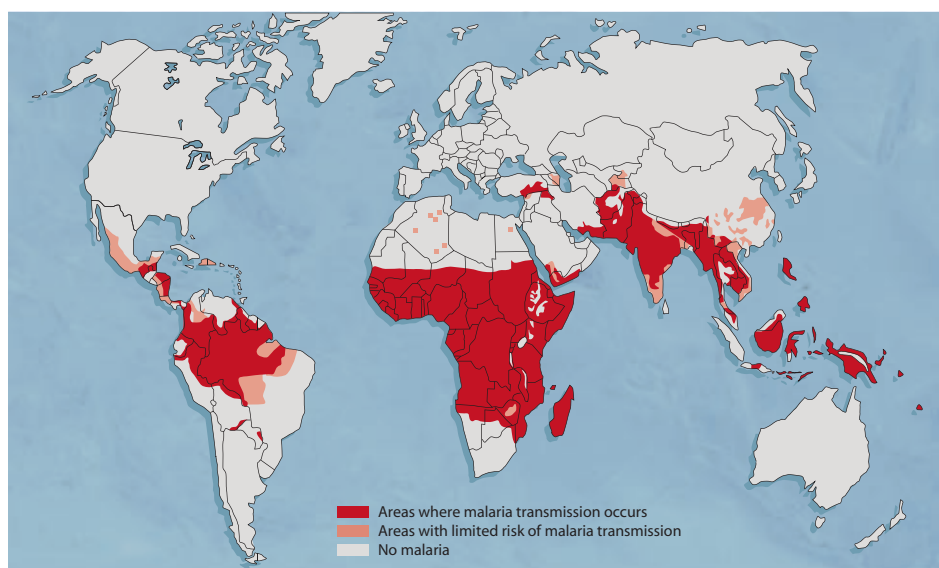 Areas where malaria transmission occurs
Areas with limited risk of malaria transmission
No malaria